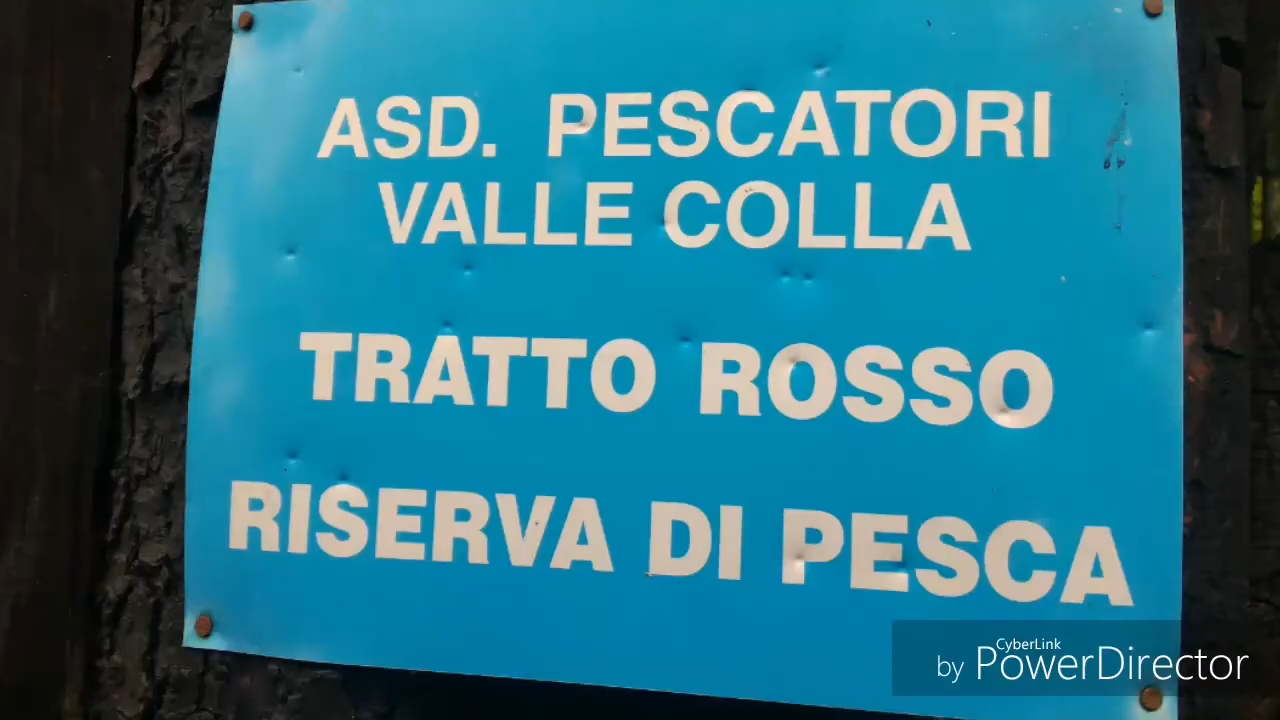 ASD. PESCATORI
VALLE COLLA
TRATTO ROSSO
RISERVA DI PESCA
CyberLink
by PowerDirector